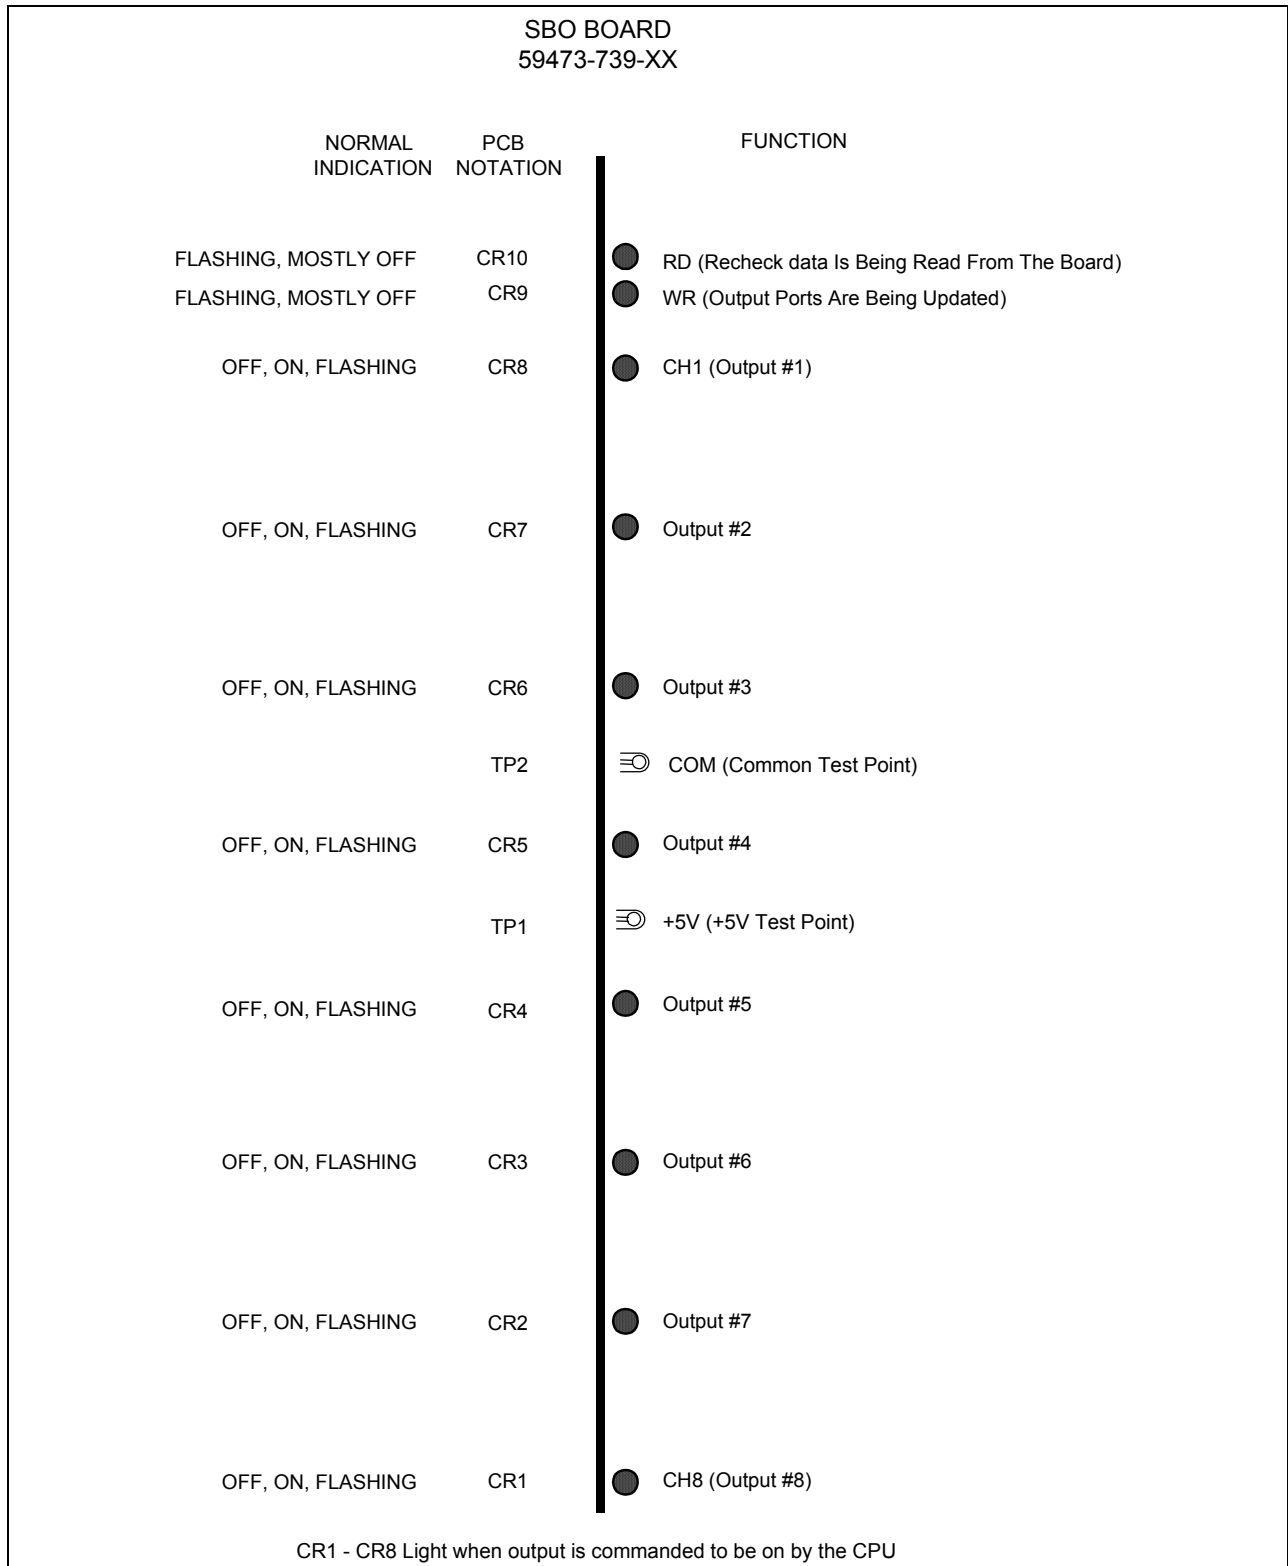 SBO BOARD
59473-739-XX
NORMAL INDICATION PCB NOTATION FUNCTION
FLASHING, MOSTLY OFF CR10 RD (Recheck data Is Being Read From The Board)
FLASHING, MOSTLY OFF CR9 WR (Output Ports Are Being Updated)
OFF, ON, FLASHING CR8 CH1 (Output #1)
OFF, ON, FLASHING CR7 Output #2
OFF, ON, FLASHING CR6 Output #3
TP2 COM (Common Test Point)
OFF, ON, FLASHING CR5 Output #4
TP1 +5V (+5V Test Point)
OFF, ON, FLASHING CR4 Output #5
OFF, ON, FLASHING CR3 Output #6
OFF, ON, FLASHING CR2 Output #7
OFF, ON, FLASHING CR1 CH8 (Output #8)
CR1 - CR8 Light when output is commanded to be on by the CPU